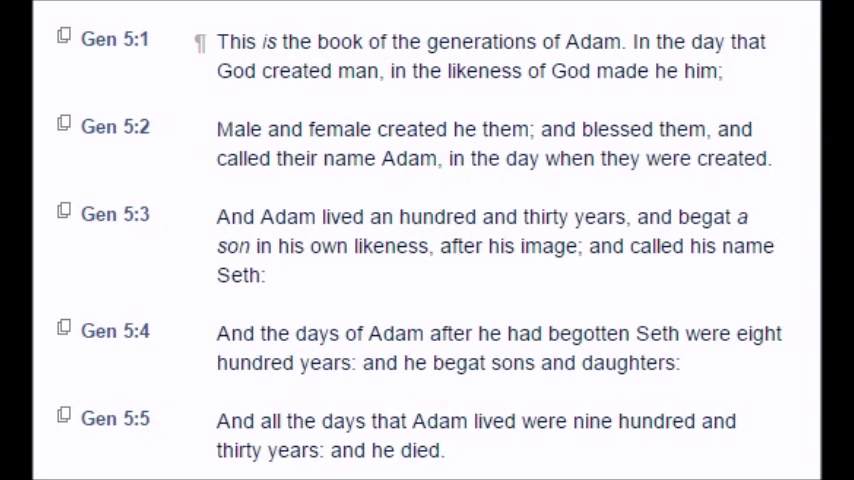 Gen 5:1 ¶ This is the book of the generations of Adam. In the day that
God created man, in the likeness of God made he him;
Gen 5:2 Male and female created he them; and blessed them, and
called their name Adam, in the day when they were created.
Gen 5:3 And Adam lived an hundred and thirty years, and begat a
son in his own likeness, after his image; and called his name
Seth:
Gen 5:4 And the days of Adam after he had begotten Seth were eight
hundred years: and he begat sons and daughters:
Gen 5:5 And all the days that Adam lived were nine hundred and
thirty years: and he died.